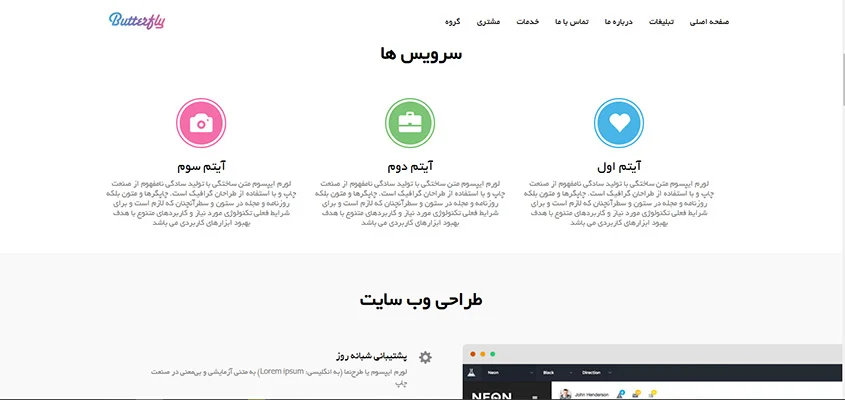 Butterfly
صفحه اصلی تبلیغات درباره ما تماس با ما خدمات مشتری گروه
سرویس ها
آیتم اول
لورم ایپسوم متن ساختگی با تولید سادگی نامفهوم از صنعت
چاپ و با استفاده از طراحان گرافیک است. چاپگرها و متون بلکه
روزنامه و مجله در ستون و سطرآنچنان که لازم است و برای
شرایط فعلی تکنولوژی مورد نیاز و کاربردهای متنوع با هدف
بهبود ابزارهای کاربردی می باشد
آیتم دوم
لورم ایپسوم متن ساختگی با تولید سادگی نامفهوم از صنعت
چاپ و با استفاده از طراحان گرافیک است. چاپگرها و متون بلکه
روزنامه و مجله در ستون و سطرآنچنان که لازم است و برای
شرایط فعلی تکنولوژی مورد نیاز و کاربردهای متنوع با هدف
بهبود ابزارهای کاربردی می باشد
آیتم سوم
لورم ایپسوم متن ساختگی با تولید سادگی نامفهوم از صنعت
چاپ و با استفاده از طراحان گرافیک است. چاپگرها و متون بلکه
روزنامه و مجله در ستون و سطرآنچنان که لازم است و برای
شرایط فعلی تکنولوژی مورد نیاز و کاربردهای متنوع با هدف
بهبود ابزارهای کاربردی می باشد
طراحی وب سایت
پشتیبانی شبانه روز
لورم ایپسوم یا طرح‌نما (به انگلیسی: Lorem ipsum) به متنی آزمایشی و بی‌معنی در صنعت
چاپ
Neon Block Direction
NEON
John Henderson